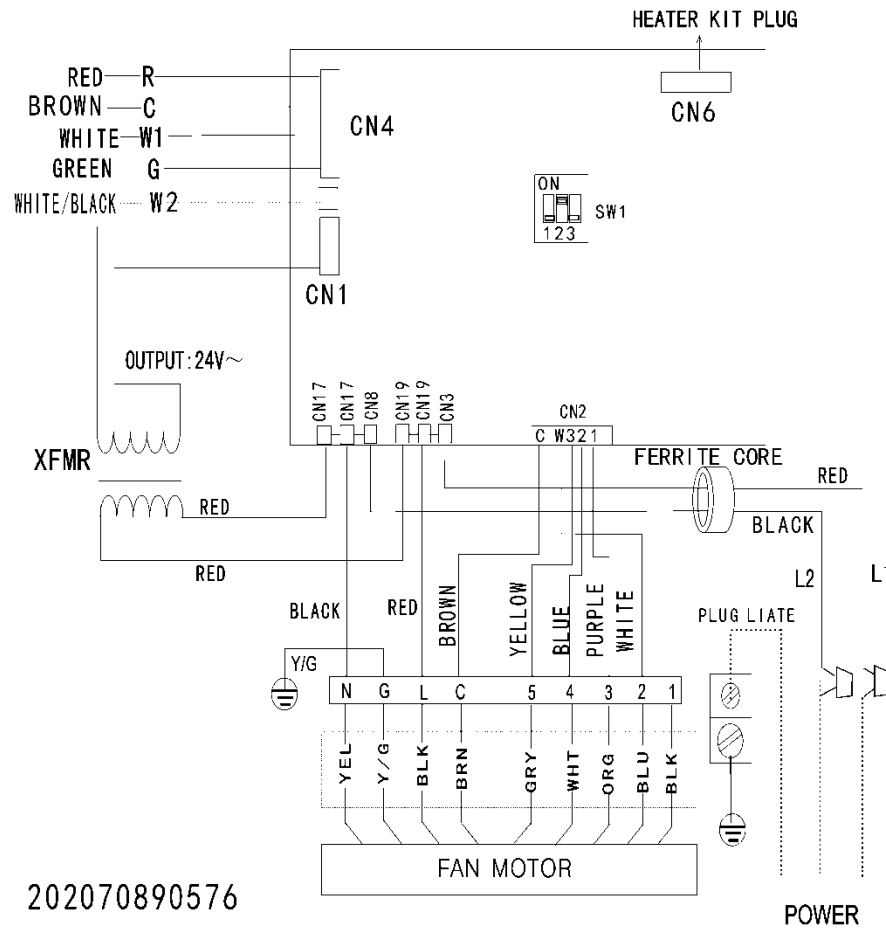 HEATER KIT PLUG
RED R
BROWN C
WHITE W1
GREEN G
WHITE/BLACK W2
CN4
CN6
ON
123
SW1
CN1
OUTPUT:24V~
XFMR
CN17
CN17
CN8
CN19
CN19
CN3
CN2
C W321
FERRITE CORE
RED
BLACK
RED
RED
BLACK
RED
BROWN
YELLOW
BLUE
PURPLE
WHITE
L2
PLUG LIATE
Y/G
N G L C 5 4 3 2 1
YEL
Y/G
BLK
BRN
GRY
WHT
ORG
BLU
BLK
FAN MOTOR
202070890576
POWER